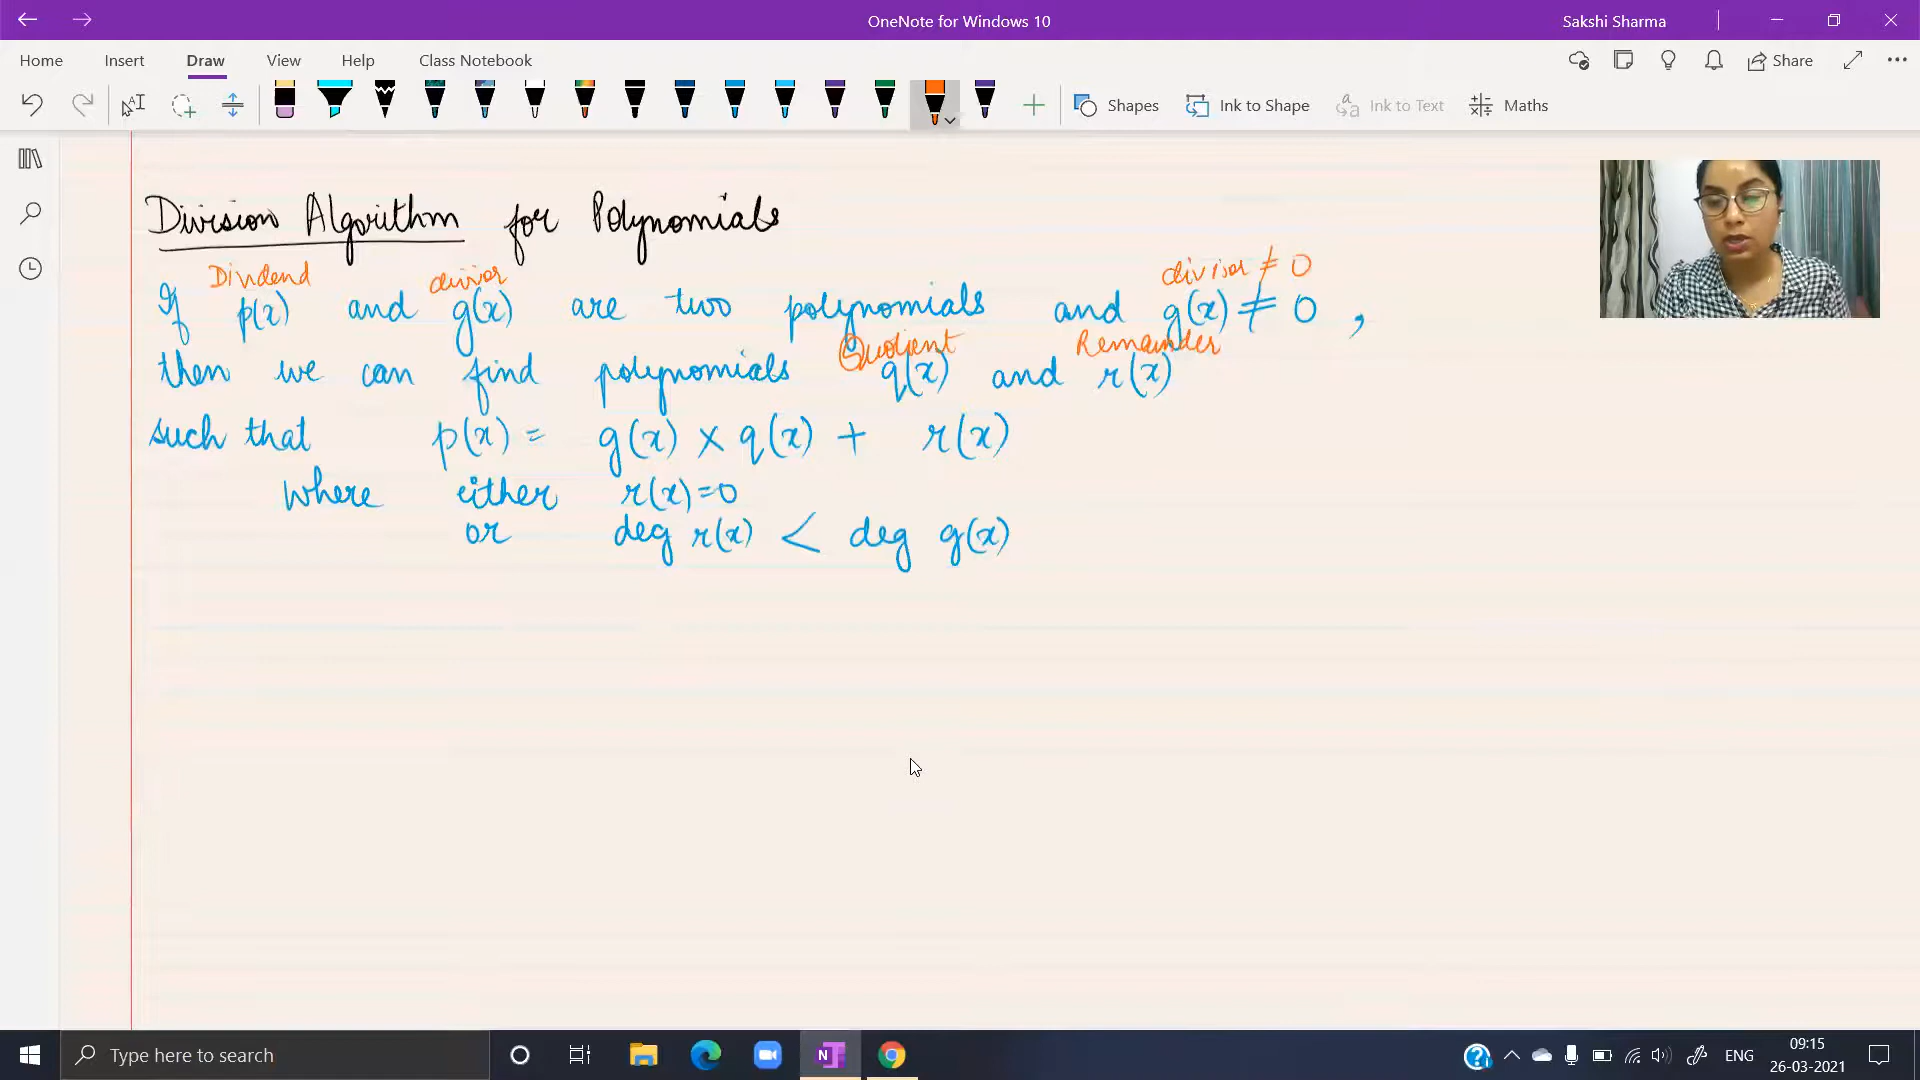 OneNote for Windows 10
Sakshi Sharma
Home Insert Draw View Help Class Notebook
Share
Shapes Ink to Shape Ink to Text Maths
Division Algorithm for Polynomials
Dividend divisor divisor ≠ 0
If p(x) and g(x) are two polynomials and g(x) ≠ 0 ,
Quotient Remainder
then we can find polynomials q(x) and r(x)
such that p(x) = g(x) × q(x) + r(x)
where either r(x)=0
or deg r(x) < deg g(x)
Type here to search
ENG
09:15
26-03-2021